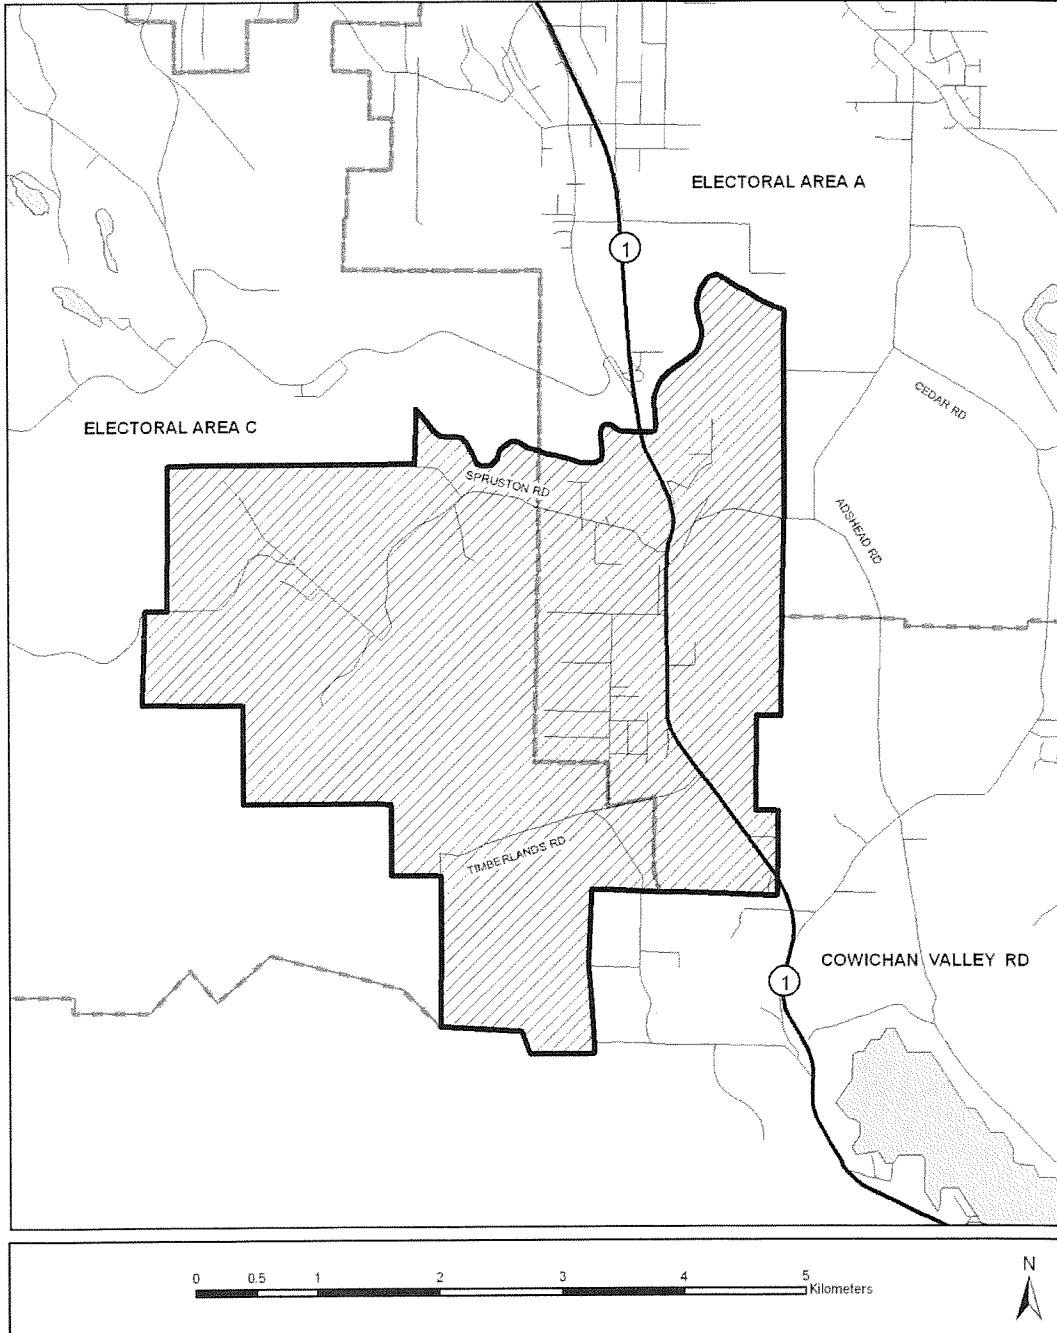 ELECTORAL AREA A
1
CEDAR RD
ELECTORAL AREA C
SPRUSTON RD
ADSHEAD RD
TIMBERLANDS RD
COWICHAN VALLEY RD
1
N
0 0.5 1 2 3 4 5
Kilometers